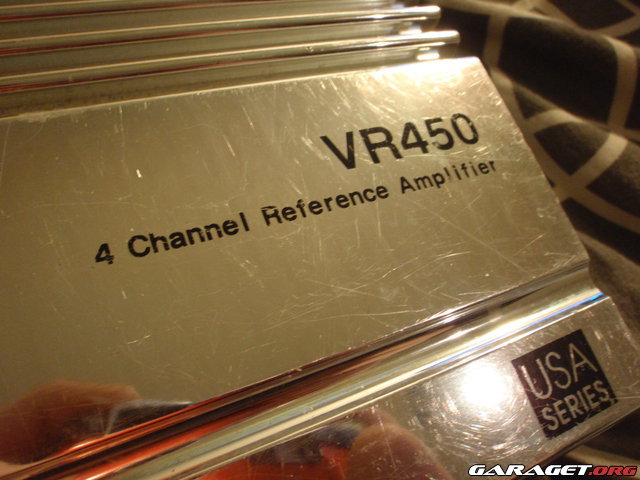 VR450
4 Channel Reference Amplifier
USA
SERIES
GARAGET.ORG